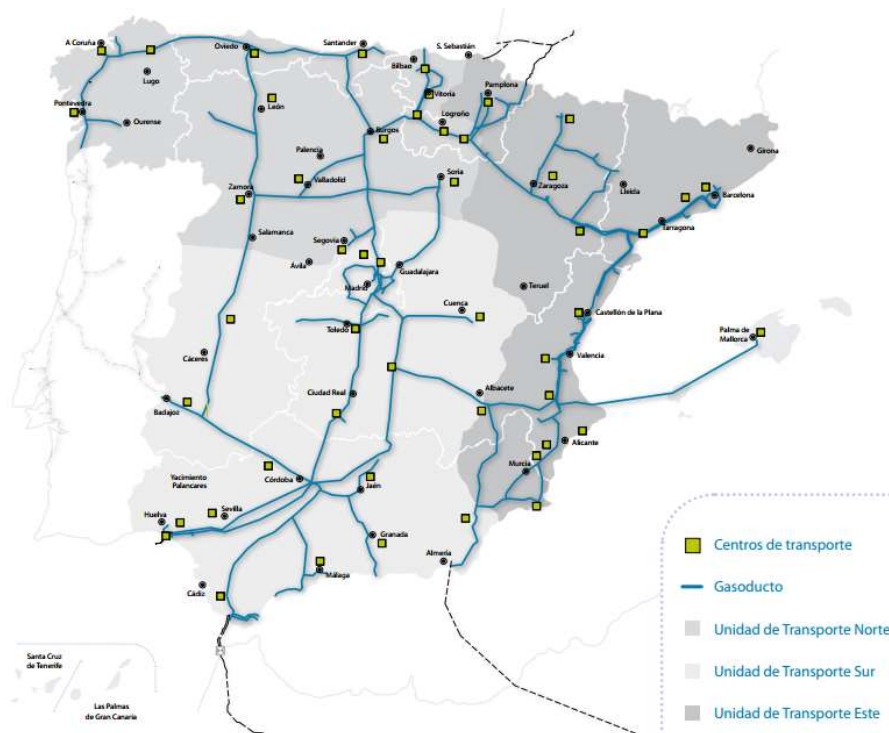 A Coruña
Oviedo
Santander
S. Sebastián
Bilbao
Lugo
Pamplona
Vitoria
León
Logroño
Pontevedra
Ourense
Burgos
Palencia
Girona
Soria
Zamora
Valladolid
Zaragoza
Lleida
Barcelona
Tarragona
Salamanca
Segovia
Ávila
Guadalajara
Madrid
Teruel
Cuenca
Castellón de la Plana
Toledo
Palma de
Mallorca
Cáceres
Valencia
Ciudad Real
Albacete
Badajoz
Alicante
Murcia
Yacimiento
Palancares
Córdoba
Jaén
Huelva
Sevilla
Granada
Almería
Málaga
Cádiz
Santa Cruz
de Tenerife
Las Palmas
de Gran Canaria
Centros de transporte
Gasoducto
Unidad de Transporte Norte
Unidad de Transporte Sur
Unidad de Transporte Este